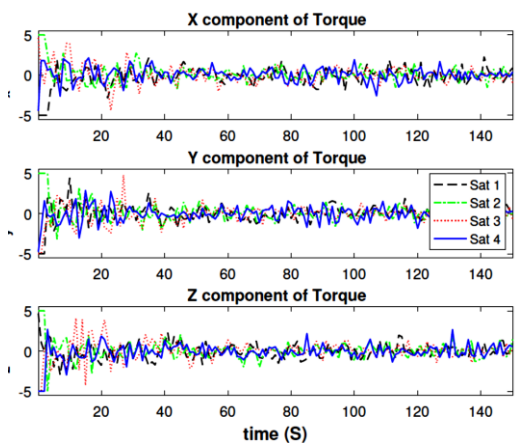 X component of Torque
5
0
-5
20 40 60 80 100 120 140
Y component of Torque
5
0
-5
Sat 1
Sat 2
Sat 3
Sat 4
20 40 60 80 100 120 140
Z component of Torque
5
0
-5
20 40 60 80 100 120 140
time (S)